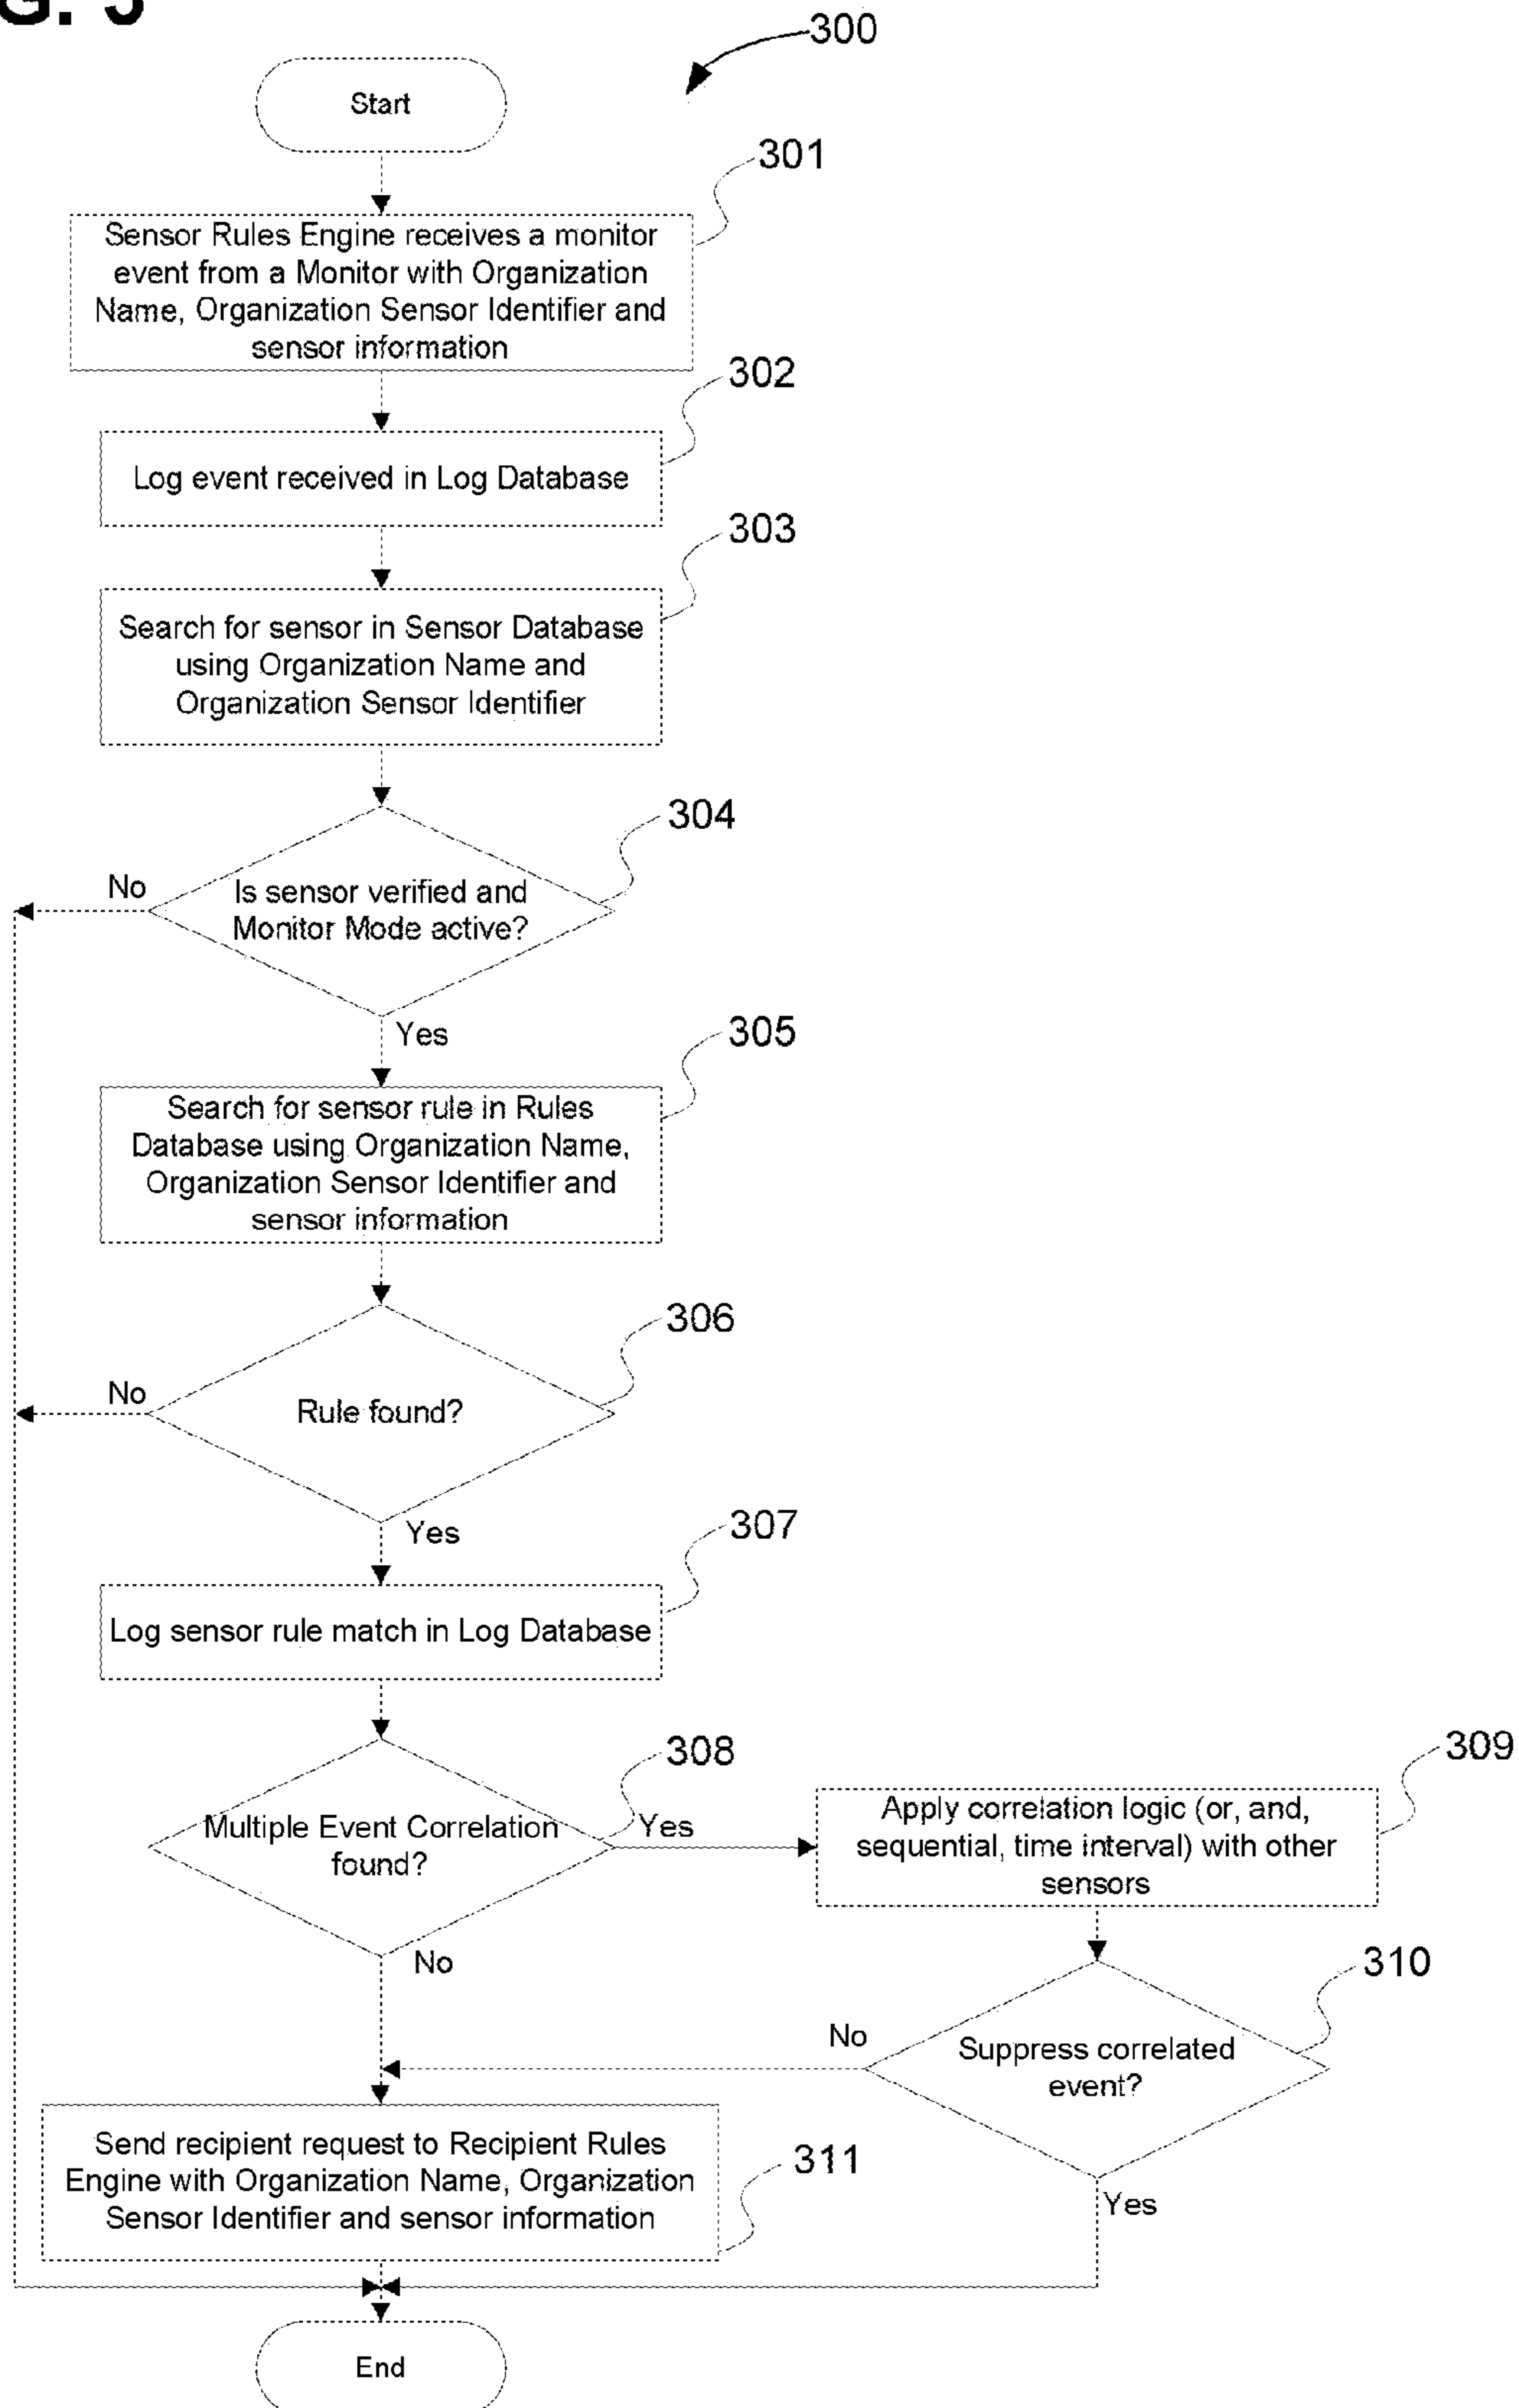 300
Start
301
Sensor Rules Engine receives a monitor
event from a Monitor with Organization
Name, Organization Sensor Identifier and
sensor information
302
Log event received in Log Database
303
Search for sensor in Sensor Database
using Organization Name and
Organization Sensor Identifier
304
No
Is sensor verified and
Monitor Mode active?
Yes
305
Search for sensor rule in Rules
Database using Organization Name,
Organization Sensor Identifier and
sensor information
306
No
Rule found?
Yes
307
Log sensor rule match in Log Database
308
Multiple Event Correlation
found?
Yes
309
Apply correlation logic (or, and,
sequential, time interval) with other
sensors
No
310
No
Suppress correlated
event?
Yes
311
Send recipient request to Recipient Rules
Engine with Organization Name, Organization
Sensor Identifier and sensor information
End